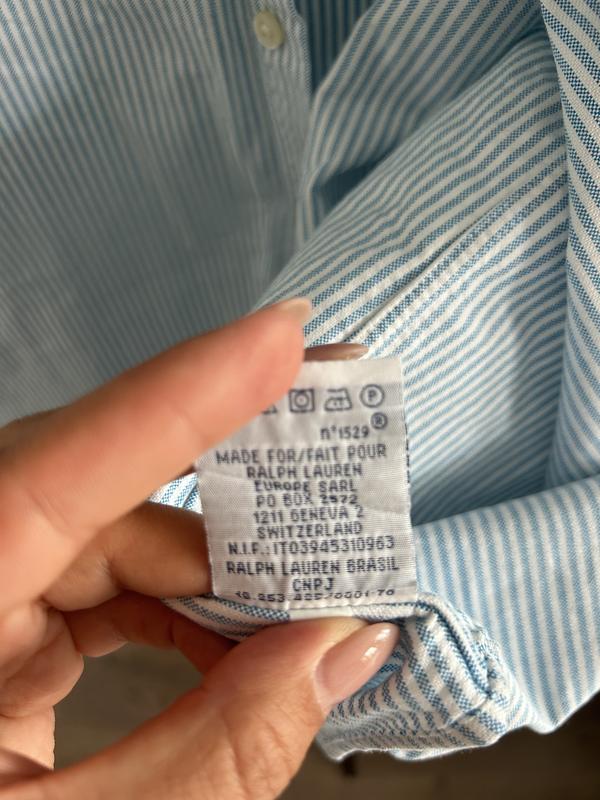 P
n°1529®
MADE FOR/FAIT POUR
RALPH LAUREN
EUROPE SARL
PO BOX 2972
1211 GENEVA 2
SWITZERLAND
N.I.F.:IT03945310963
RALPH LAUREN BRASIL
CNPJ